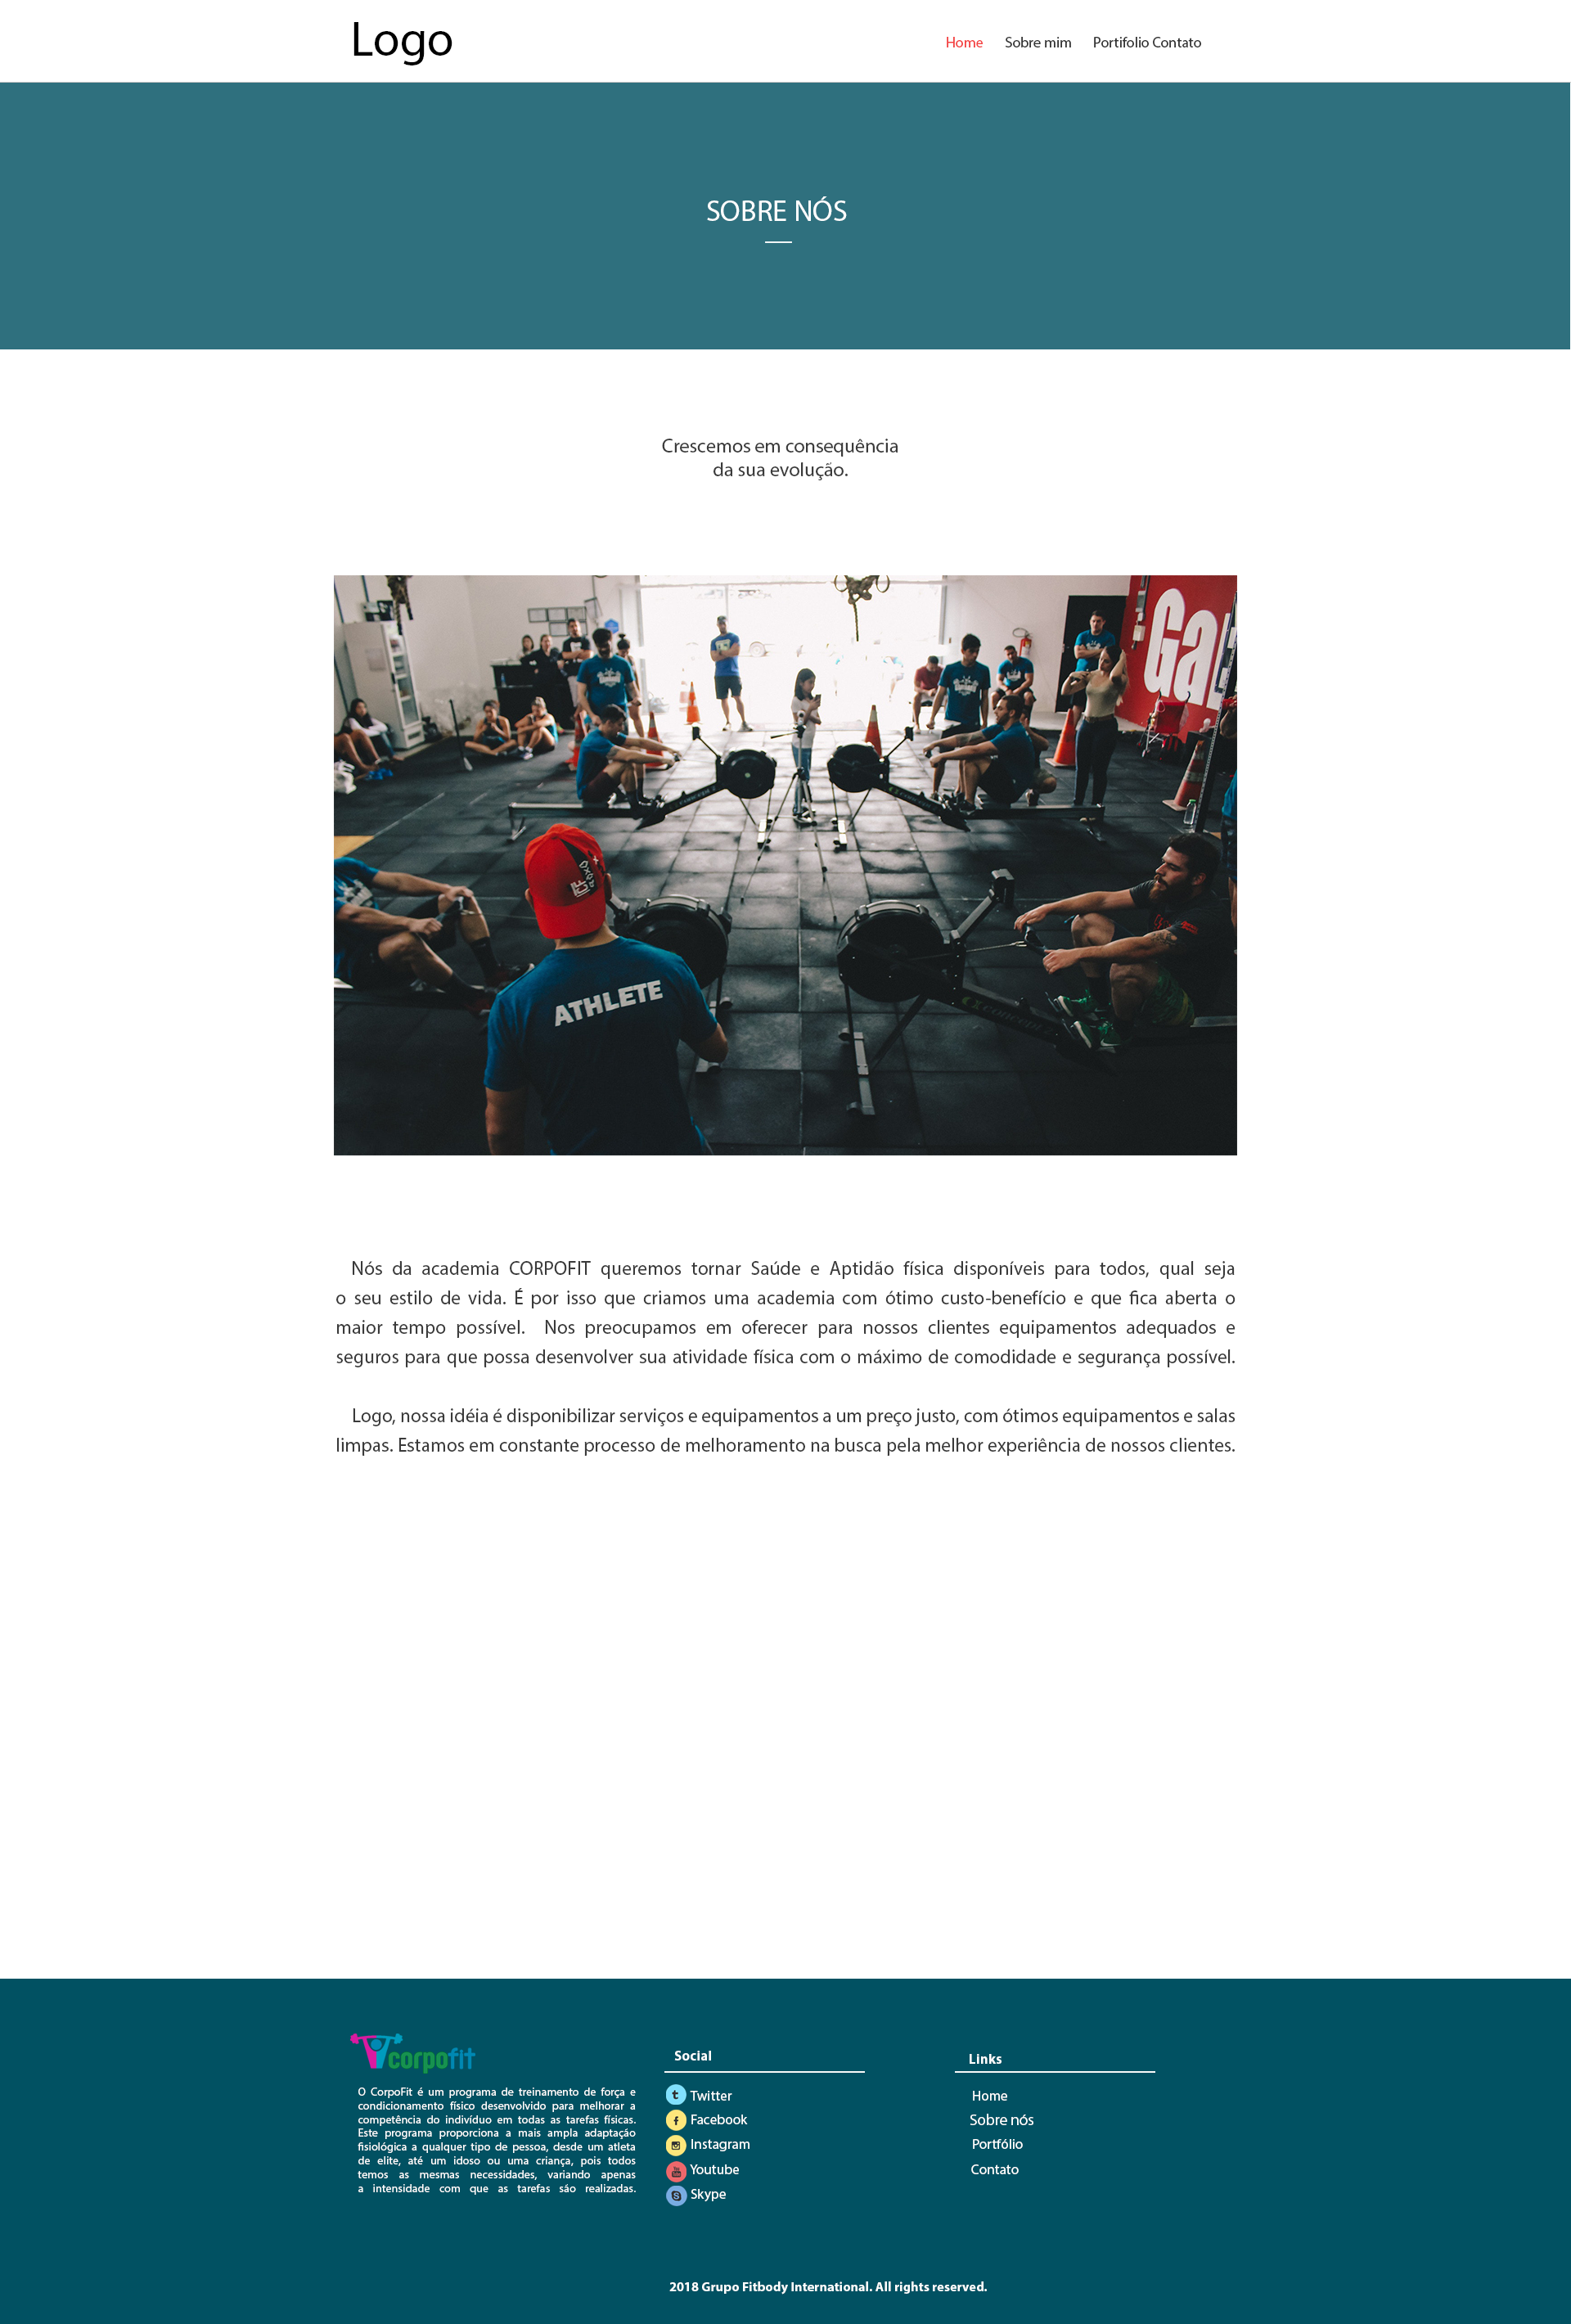 Logo
Home Sobre mim Portifolio Contato
SOBRE NÓS
Crescemos em consequência
da sua evolução.
Ga
concept 2
ATHLETE
concept
Nós da academia CORPOFIT queremos tornar Saúde e Aptidão física disponíveis para todos, qual seja
o seu estilo de vida. É por isso que criamos uma academia com ótimo custo-benefício e que fica aberta o
maior tempo possível. Nos preocupamos em oferecer para nossos clientes equipamentos adequados e
seguros para que possa desenvolver sua atividade física com o máximo de comodidade e segurança possível.
Logo, nossa idéia é disponibilizar serviços e equipamentos a um preço justo, com ótimos equipamentos e salas
limpas. Estamos em constante processo de melhoramento na busca pela melhor experiência de nossos clientes.
corpofit
O CorpoFit é um programa de treinamento de força e
condicionamento físico desenvolvido para melhorar a
competência do indivíduo em todas as tarefas físicas.
Este programa proporciona a mais ampla adaptação
fisiológica a qualquer tipo de pessoa, desde um atleta
de elite, até um idoso ou uma criança, pois todos
temos as mesmas necessidades, variando apenas
a intensidade com que as tarefas são realizadas.
Social
Twitter
Facebook
Instagram
Youtube
Skype
Links
Home
Sobre nós
Portfólio
Contato
2018 Grupo Fitbody International. All rights reserved.